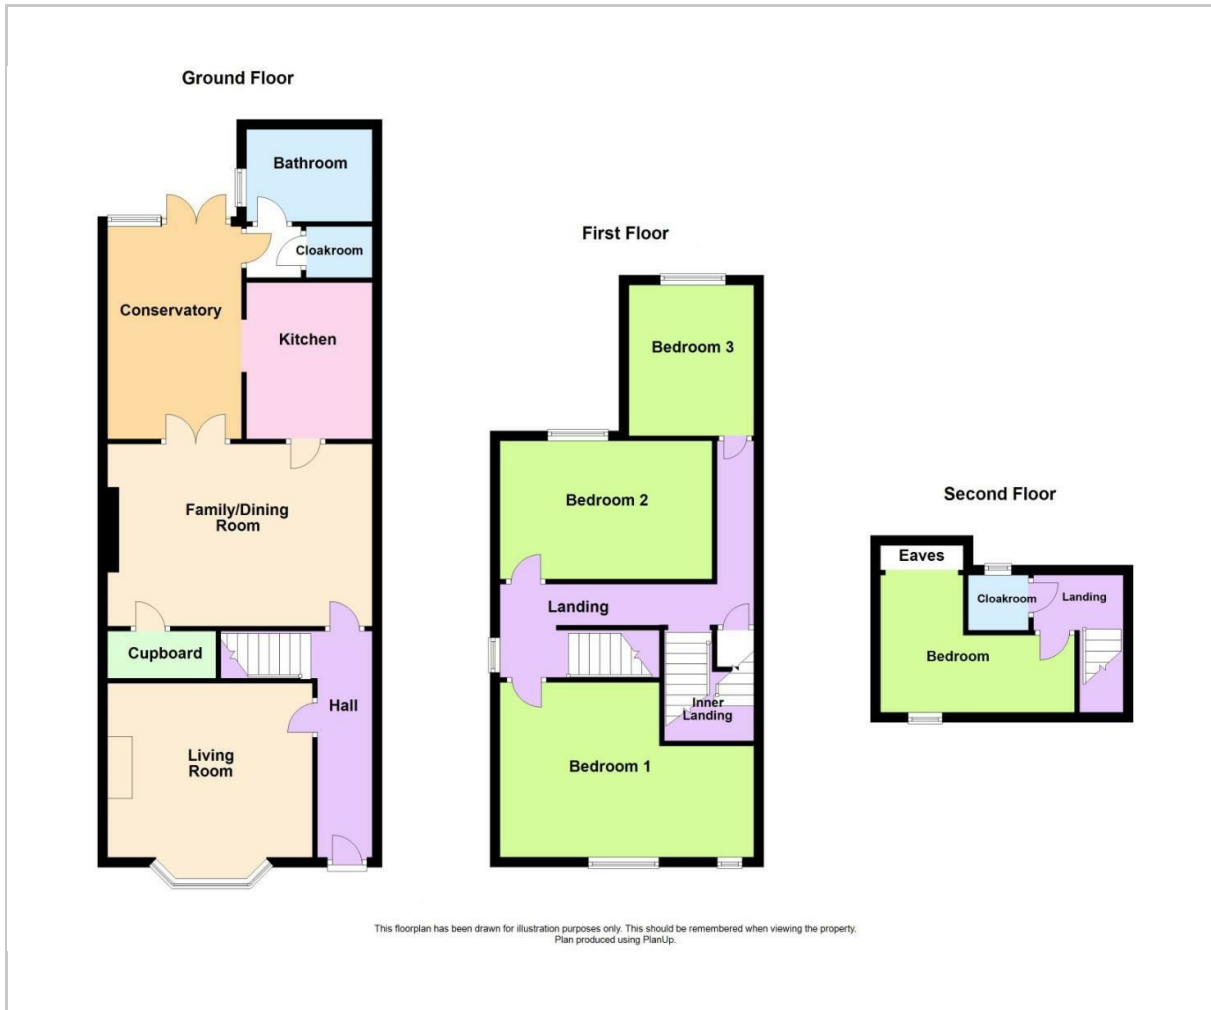 Ground Floor
Bathroom
Cloakroom
Conservatory
Kitchen
Family/Dining
Room
Cupboard
Hall
Living
Room
First Floor
Bedroom 3
Bedroom 2
Landing
Inner
Landing
Bedroom 1
Second Floor
Eaves
Cloakroom
Landing
Bedroom
This floorplan has been drawn for illustration purposes only. This should be remembered when viewing the property.
Plan produced using PlanUp.